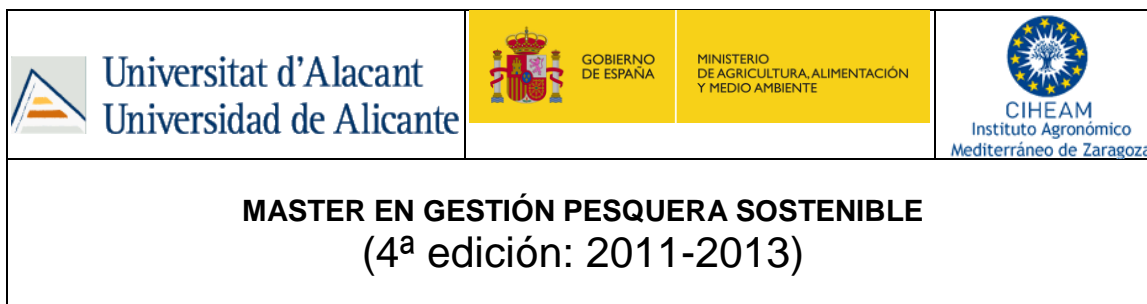 Universitat d'Alacant
Universidad de Alicante
GOBIERNO
DE ESPAÑA
MINISTERIO
DE AGRICULTURA, ALIMENTACIÓN
Y MEDIO AMBIENTE
CIHEAM
Instituto Agronómico
Mediterráneo de Zaragoza
MASTER EN GESTIÓN PESQUERA SOSTENIBLE
(4ª edición: 2011-2013)